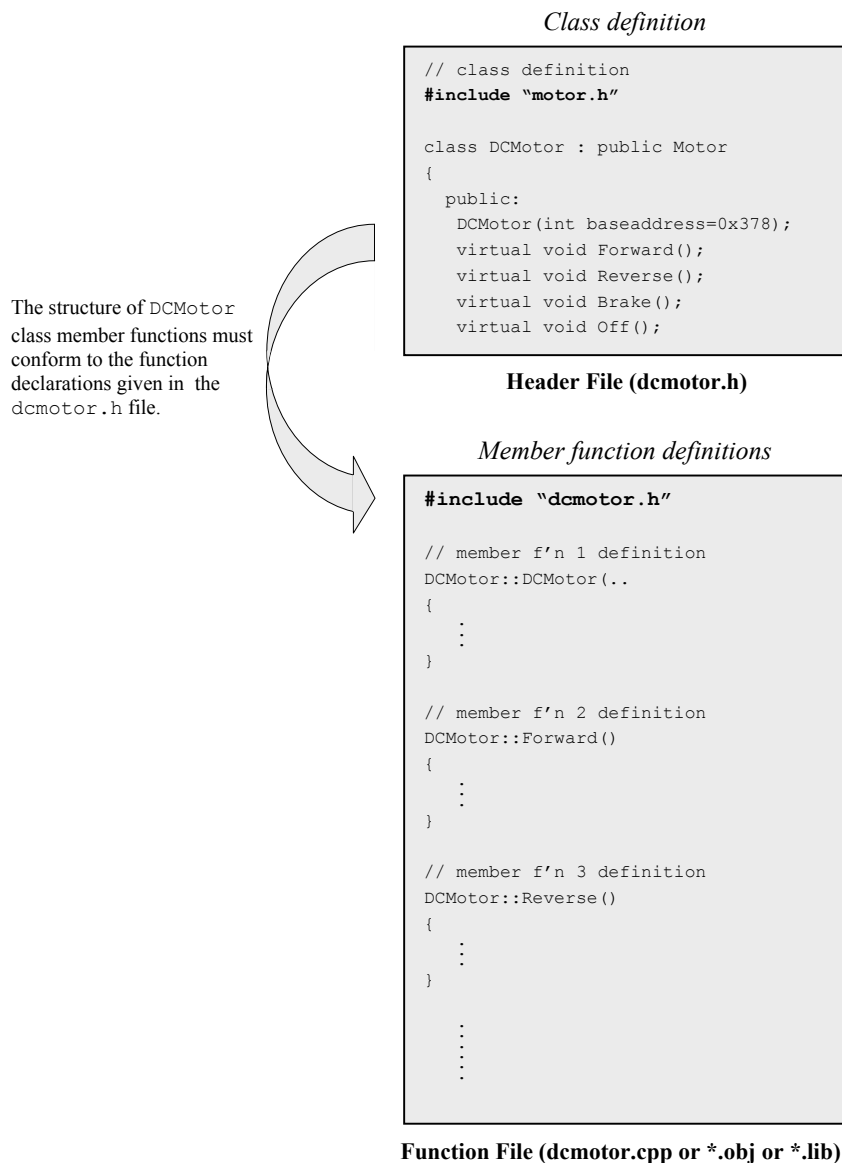 Class definition
// class definition
#include “motor.h”
class DCMotor : public Motor
{
public:
DCMotor(int baseaddress=0x378);
virtual void Forward();
virtual void Reverse();
virtual void Brake();
virtual void Off();
Header File (dcmotor.h)
The structure of DCMotor
class member functions must
conform to the function
declarations given in the
dcmotor.h file.
Member function definitions
#include “dcmotor.h”
// member f’n 1 definition
DCMotor::DCMotor(..
{
}
// member f’n 2 definition
DCMotor::Forward()
{
}
// member f’n 3 definition
DCMotor::Reverse()
{
}
Function File (dcmotor.cpp or *.obj or *.lib)